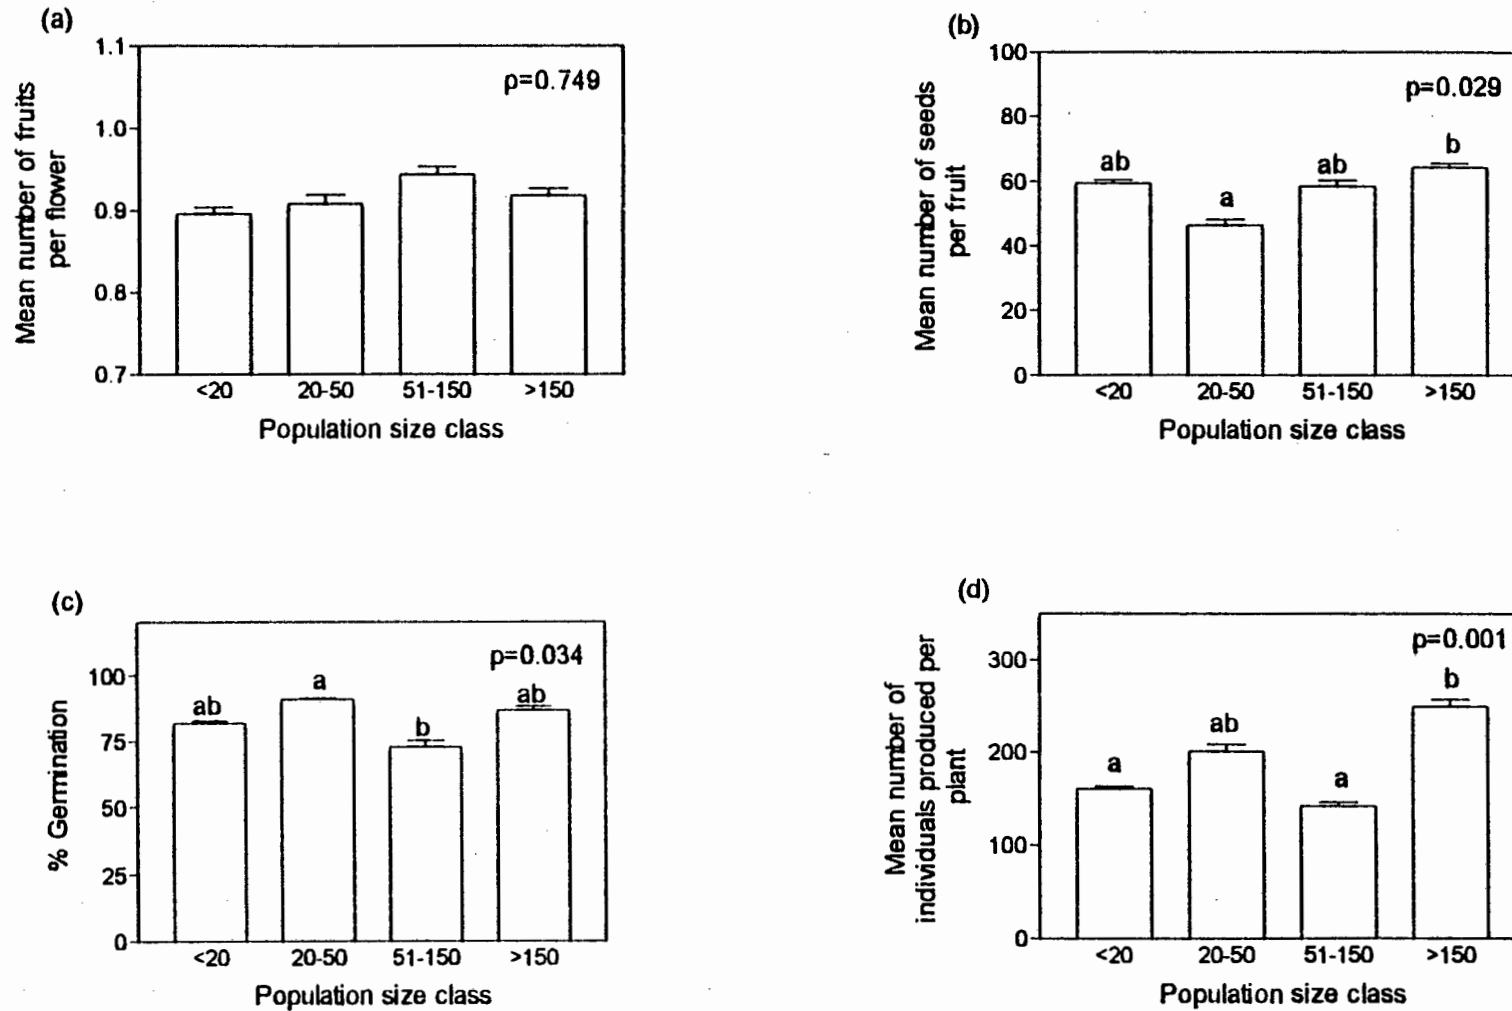 (a)
1.1
1.0
0.9
0.8
0.7
Mean number of fruits
per flower
p=0.749
<20 20-50 51-150 >150
Population size class
(b)
100
80
60
40
20
0
Mean number of seeds
per fruit
p=0.029
ab a ab b
<20 20-50 51-150 >150
Population size class
(c)
100
75
50
25
0
% Germination
p=0.034
ab a b ab
<20 20-50 51-150 >150
Population size class
(d)
300
200
100
0
Mean number of
individuals produced per
plant
p=0.001
a ab a b
<20 20-50 51-150 >150
Population size class